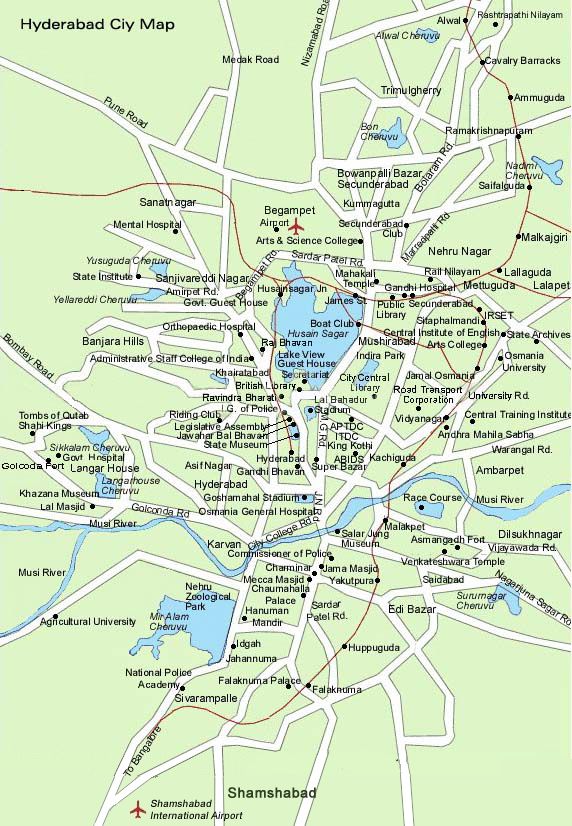 Hyderabad Ciy Map
Nizamabad Road
Medak Road
Alwal
Rashtrapathi Nilayam
Alwal Cheruvu
Cavalry Barracks
Trimulgherry
Ammuguda
Pune Road
Bon
Cheruvu
Ramakrishnapuram
Bolaram Rd.
Nadimi
Cheruvu
Bowanpalli Bazar
Secunderabad
Saifalguda
Sanatnagar
Kummagutta
Begampet
Airport
Mental Hospital
Secunderabad
Club
Marredpalli Rd
Arts & Science College
Malkajgiri
Nehru Nagar
Sardar Patel Rd.
Yusuguda Cheruvu
State Institute
Sanjivareddi Nagar
Begampet Rd.
Mahakali
Temple
Rail Nilayam
Lallaguda
Gandhi Hospital
Mettuguda
Lalapet
Amlrpet Rd.
Husainsagar Jn
Yellareddi Cheruvu
Govt. Guest House
James St.
Public
Library
Secunderabad
IRSET
Sitaphalmandi
Orthopaedic Hospital
Boat Club
Husain Sagar
Central Institute of English
State Archives
Banjara Hills
Raj Bhavan
Mushirabad
Arts College
Bombay Road
Administrative Staff College of India
Lake View
Guest House
Indira Park
Osmania
University
Khairatabad
Secretariat
City Central
Library
Jamal Osmania
British Library
Road Transport
Corporation
University Rd.
Ravindra Bharati
Lal Bahadur
Stadium
I.G. of Police
M.G Rd.
Tombs of Qutab
Shahi Kings
Riding Club
Legislative Assembly
APTDC
Vidyanagar
Central Training Institute
Jawahar Bal Bhavan
ITDC
Andhra Mahila Sabha
State Museum
King Kothi
Sikkalam Cheruvu
Warangal Rd.
Govt Hospital
Hyderabad
ABIDS
Kachiguda
Golcoda Fort
Langar House
Asif Nagar
Super Bazar
Gandhi Bhavan
Ambarpet
Langarhouse
Cheruvu
Hyderabad
Khazana Museum
Goshamahal Stadium
Race Course
Musi River
Lal Masjid
Golconda Rd
Osmania General Hospital
JN Rd
Musi River
City College Rd
Malakpet
Salar Jung
Museum
Dilsukhnagar
Asmangadh Fort
Karvan
Commissioner of Police
Vijayawada Rd.
Venkateshwara Temple
Charminar
Jama Masjid
Musi River
Mecca Masjid
Yakutpura
Saidabad
Nehru
Zoological
Park
Chaumahalla
Palace
Nagarjuna Sagar Road
Surumagar
Cheruvu
Sardar
Patel Rd.
Edi Bazar
Hanuman
Mandir
Agricultural University
Mir Alam
Cheruvu
Idgah
Huppuguda
Jahannuma
National Police
Academy
Falaknuma Palace
Falaknuma
Sivarampalle
To Bangalore
Shamshabad
Shamshabad
International Airport